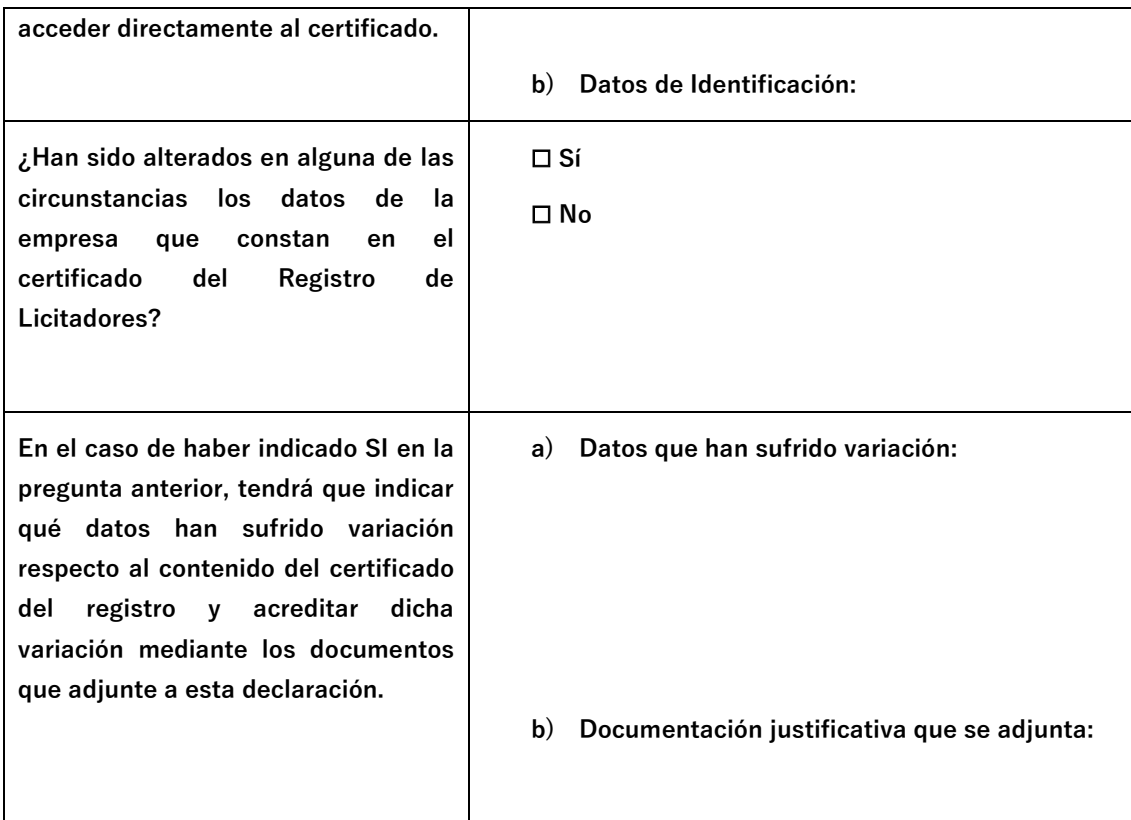 acceder directamente al certificado.
b) Datos de Identificación:
¿Han sido alterados en alguna de las
circunstancias los datos de la
empresa que constan en el
certificado del Registro de
Licitadores?
☐ Sí
☐ No
En el caso de haber indicado SI en la
pregunta anterior, tendrá que indicar
qué datos han sufrido variación
respecto al contenido del certificado
del registro y acreditar dicha
variación mediante los documentos
que adjunte a esta declaración.
a) Datos que han sufrido variación:
b) Documentación justificativa que se adjunta: